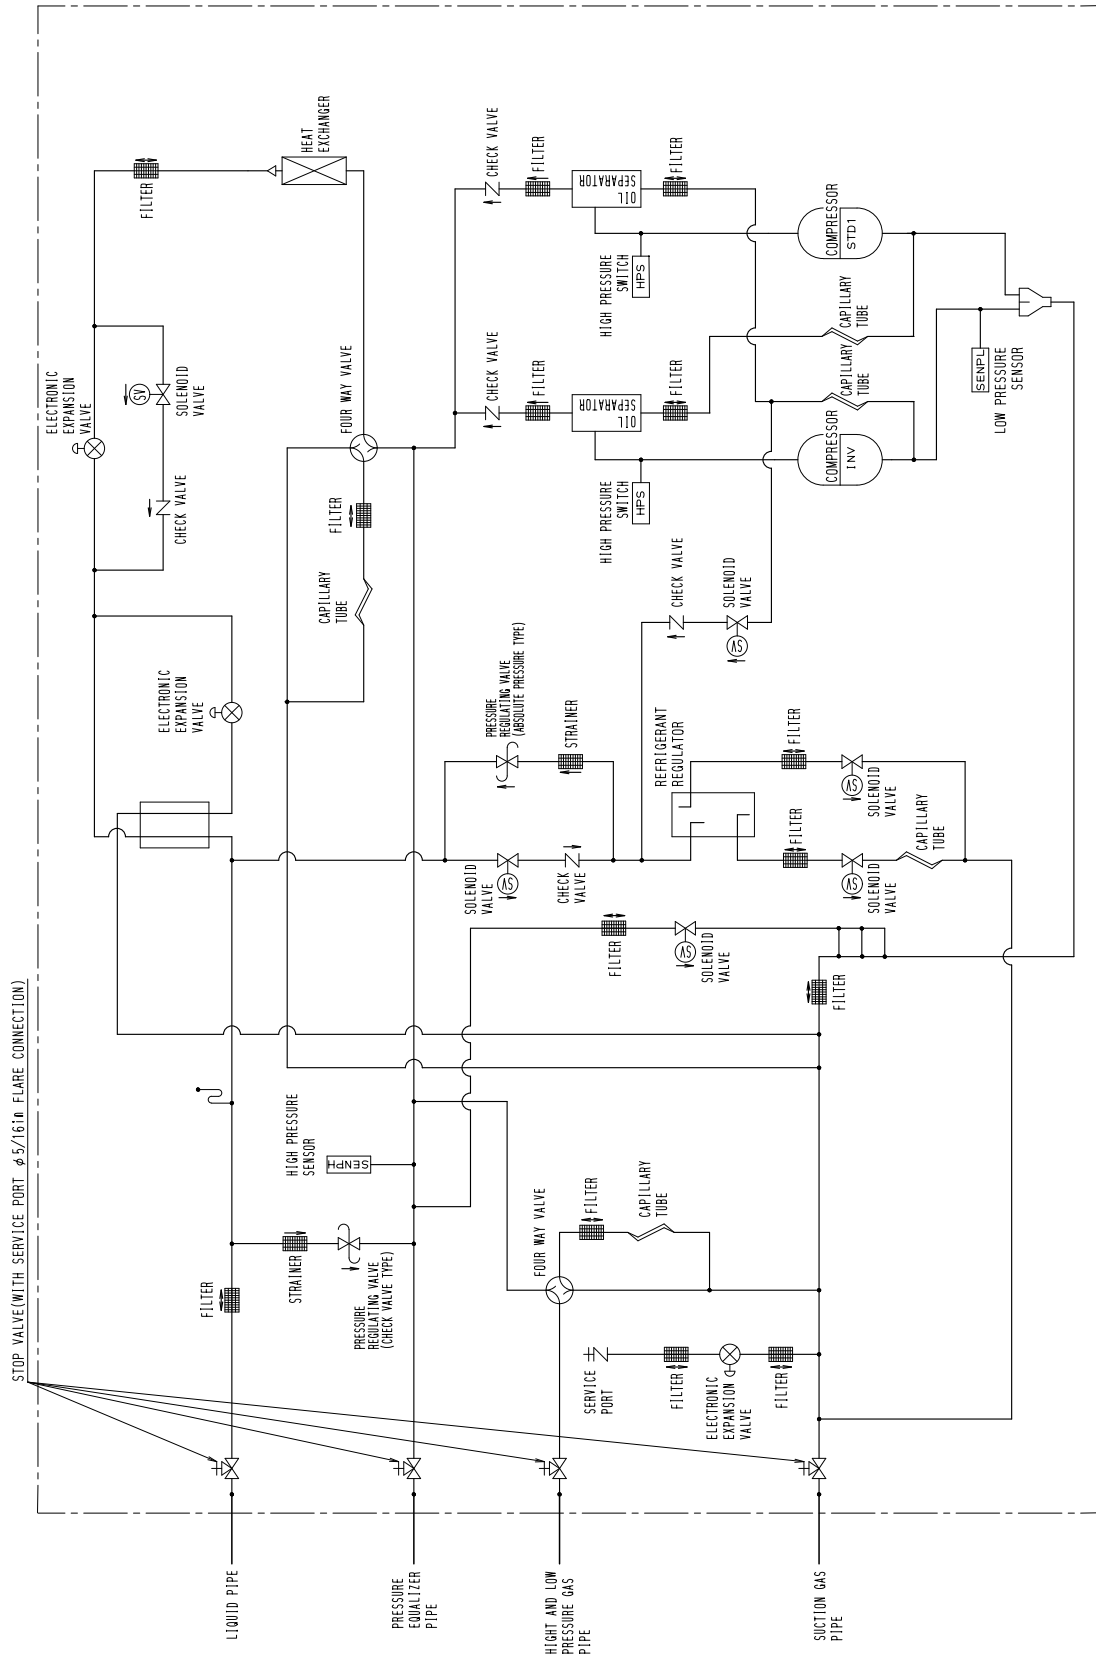 STOP VALVE(WITH SERVICE PORT φ5/16in FLARE CONNECTION)
LIQUID PIPE
PRESSURE
EQUALIZER
PIPE
HIGHT AND LOW
PRESSURE GAS
PIPE
SUCTION GAS
PIPE
FILTER
STRAINER
PRESSURE
REGULATING VALVE
(CHECK VALVE TYPE)
HIGH PRESSURE
SENSOR
SENPH
FOUR WAY VALVE
FILTER
CAPILLARY
TUBE
SERVICE
PORT
FILTER
ELECTRONIC
EXPANSION
VALVE
FILTER
FILTER
FILTER
SV
SOLENOID
VALVE
SOLENOID
VALVE
SV
CHECK
VALVE
PRESSURE
REGULATING VALVE
(ABSOLUTE PRESSURE TYPE)
STRAINER
REFRIGERANT
REGULATOR
FILTER
FILTER
SV
SOLENOID
VALVE
SV
SOLENOID
VALVE
CAPILLARY
TUBE
ELECTRONIC
EXPANSION
VALVE
CHECK VALVE
SOLENOID
VALVE
SV
CAPILLARY
TUBE
FILTER
FOUR WAY VALVE
ELECTRONIC
EXPANSION
VALVE
CHECK VALVE
SV
SOLENOID
VALVE
FILTER
HEAT
EXCHANGER
CHECK VALVE
FILTER
OIL
SEPARATOR
FILTER
HIGH PRESSURE
SWITCH
HPS
COMPRESSOR
INV
CAPILLARY
TUBE
CAPILLARY
TUBE
CHECK VALVE
FILTER
OIL
SEPARATOR
FILTER
HIGH PRESSURE
SWITCH
HPS
COMPRESSOR
STD1
SENPL
LOW PRESSURE
SENSOR